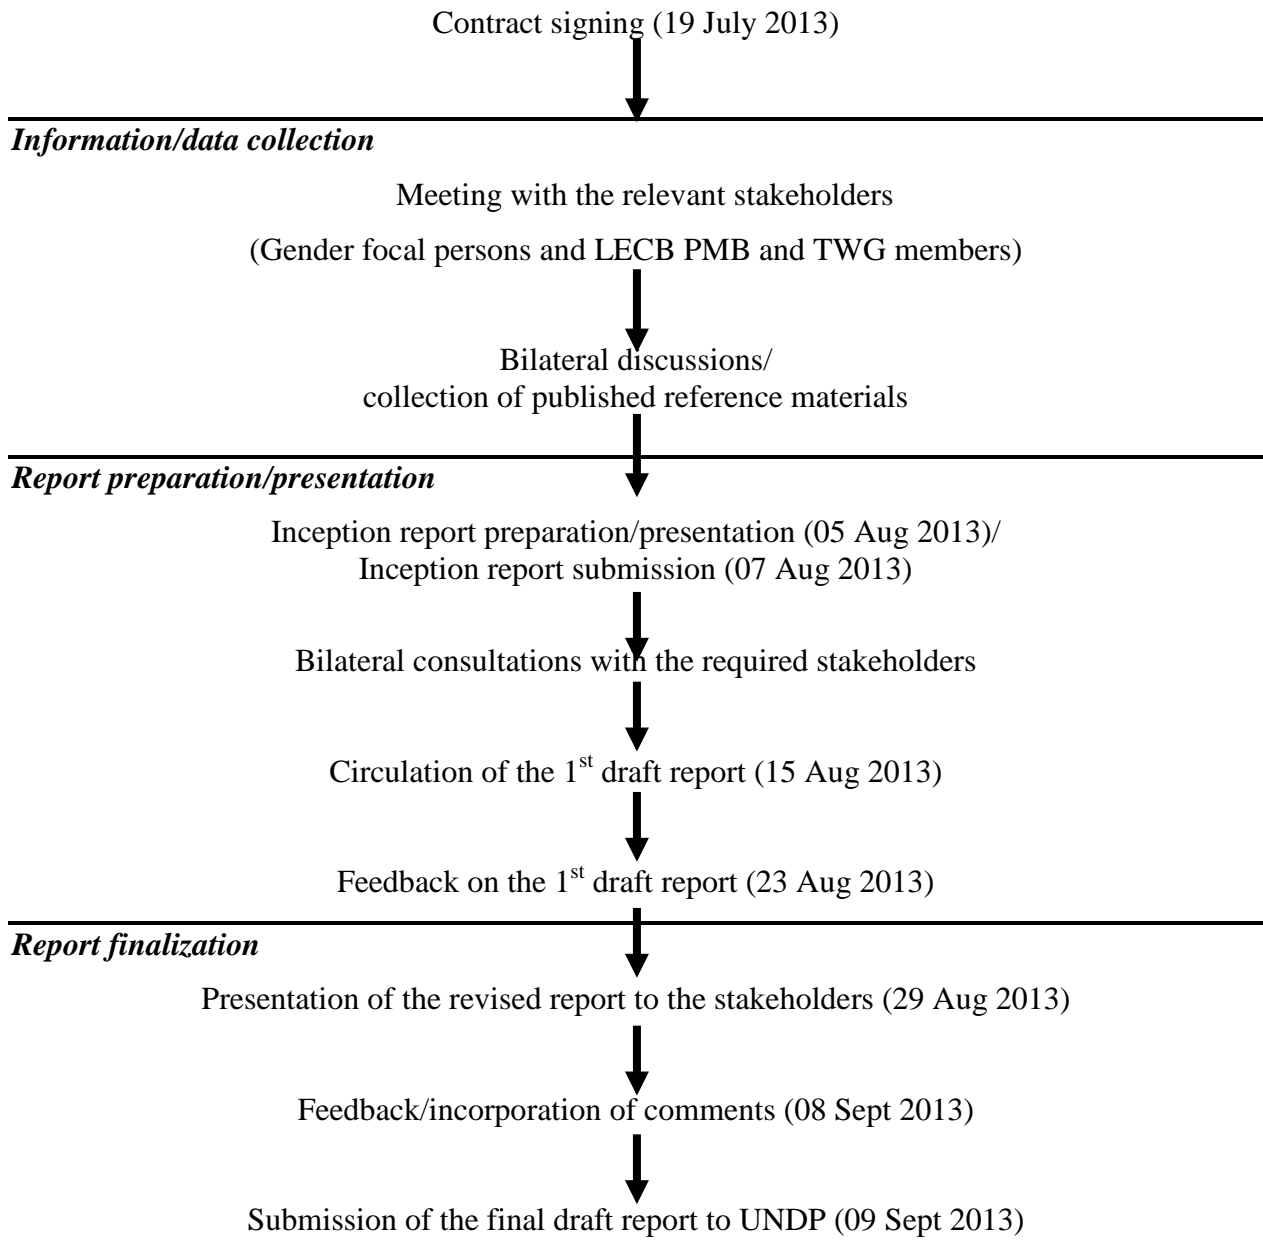 Contract signing (19 July 2013)
Information/data collection
Meeting with the relevant stakeholders
(Gender focal persons and LECB PMB and TWG members)
Bilateral discussions/
collection of published reference materials
Report preparation/presentation
Inception report preparation/presentation (05 Aug 2013)/
Inception report submission (07 Aug 2013)
Bilateral consultations with the required stakeholders
Circulation of the 1st draft report (15 Aug 2013)
Feedback on the 1st draft report (23 Aug 2013)
Report finalization
Presentation of the revised report to the stakeholders (29 Aug 2013)
Feedback/incorporation of comments (08 Sept 2013)
Submission of the final draft report to UNDP (09 Sept 2013)